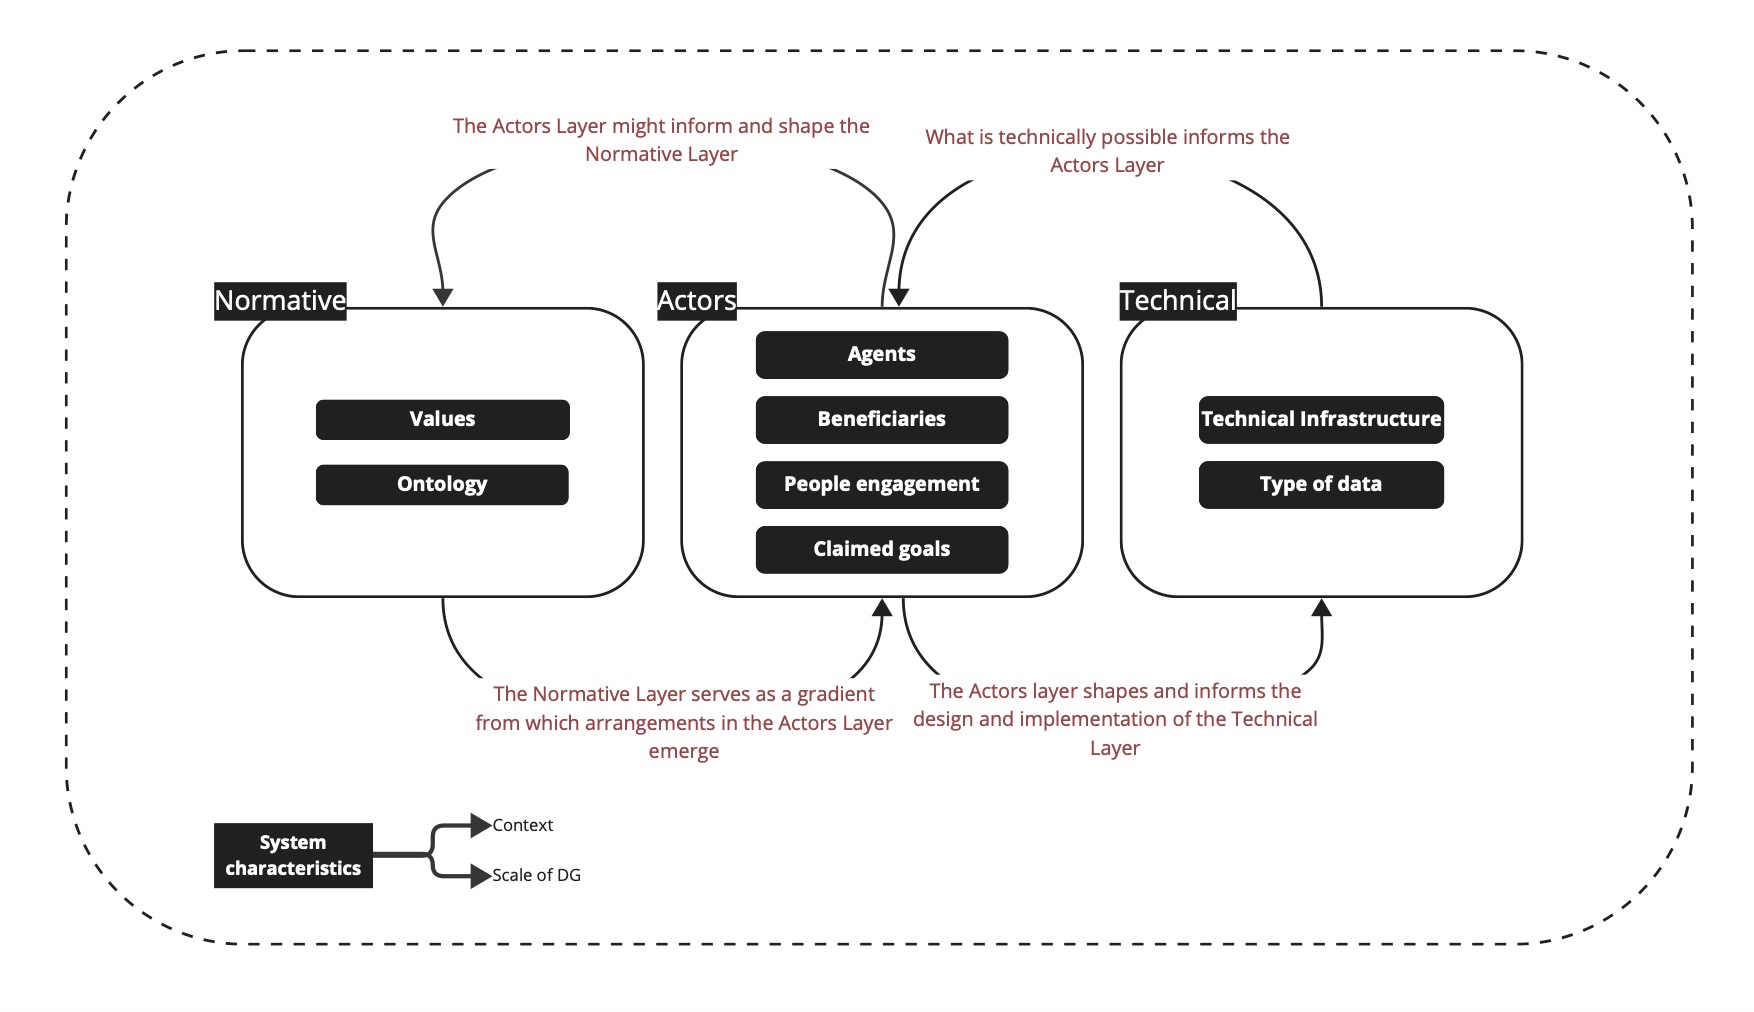 The Actors Layer might inform and shape the
Normative Layer
What is technically possible informs the
Actors Layer
Normative
Values
Ontology
Actors
Agents
Beneficiaries
People engagement
Claimed goals
Technical
Technical Infrastructure
Type of data
The Normative Layer serves as a gradient
from which arrangements in the Actors Layer
emerge
The Actors layer shapes and informs the
design and implementation of the Technical
Layer
System
characteristics
Context
Scale of DG